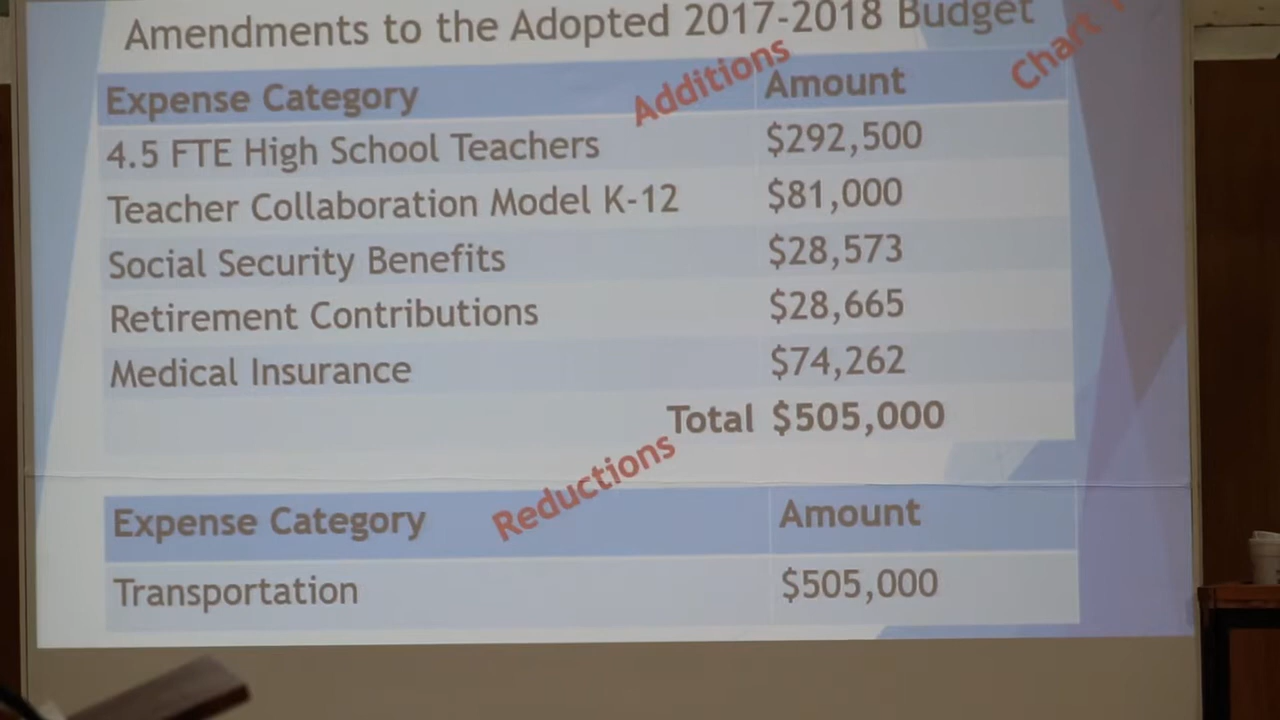 Amendments to the Adopted 2017-2018 Budget
Chart
Additions
Expense Category Amount
4.5 FTE High School Teachers $292,500
Teacher Collaboration Model K-12 $81,000
Social Security Benefits $28,573
Retirement Contributions $28,665
Medical Insurance $74,262
Total $505,000
Reductions
Expense Category Amount
Transportation $505,000